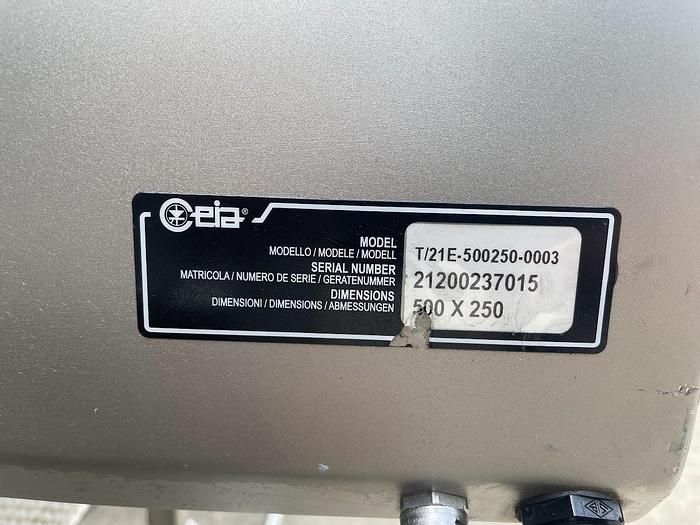 Ceia®
MODEL
MODELLO / MODELE / MODELL
T/21E-500250-0003
SERIAL NUMBER
MATRICOLA / NUMERO DE SERIE / GERATENUMMER
21200237015
DIMENSIONS
DIMENSIONI / DIMENSIONS / ABMESSUNGEN
500 X 250